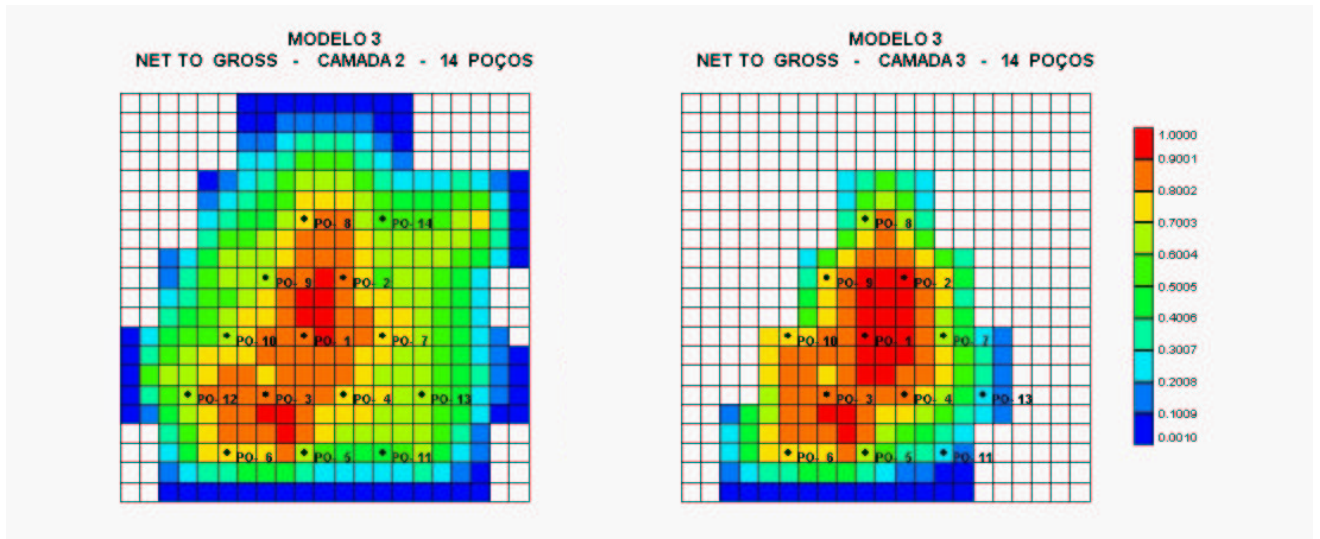 MODELO 3
NET TO GROSS - CAMADA 2 - 14 POÇOS
PO- 8
PO- 14
PO- 9
PO- 2
PO- 10
PO- 1
PO- 7
PO- 12
PO- 3
PO- 4
PO- 13
PO- 6
PO- 5
PO- 11
MODELO 3
NET TO GROSS - CAMADA 3 - 14 POÇOS
PO- 8
PO- 9
PO- 2
PO- 10
PO- 1
PO- 7
PO- 3
PO- 4
PO- 13
PO- 6
PO- 5
PO- 11
1.0000
0.9001
0.8002
0.7003
0.6004
0.5005
0.4006
0.3007
0.2008
0.1009
0.0010